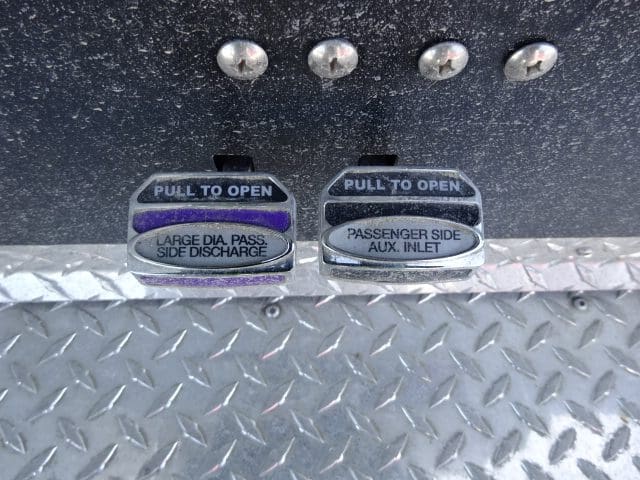 PULL TO OPEN
LARGE DIA. PASS.
SIDE DISCHARGE
PULL TO OPEN
PASSENGER SIDE
AUX. INLET